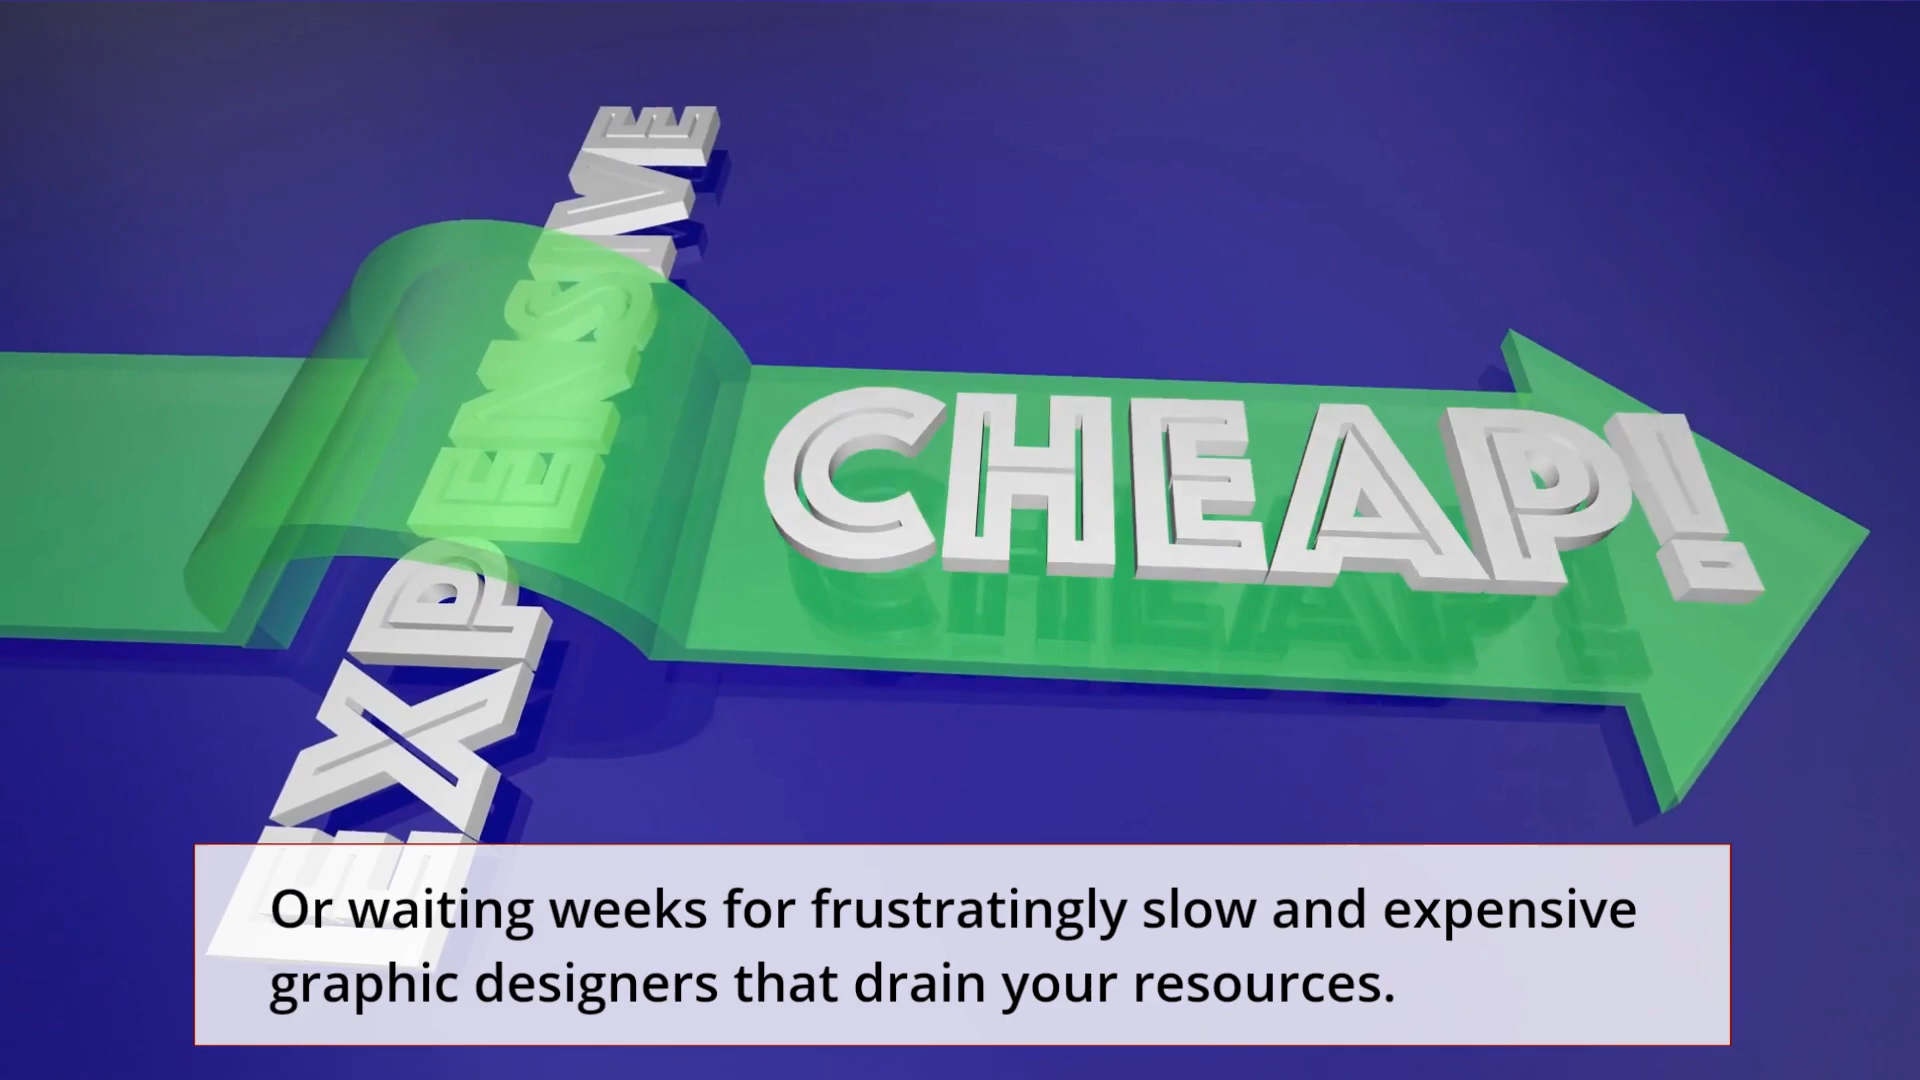 EXPENSIVE
CHEAP!
Or waiting weeks for frustratingly slow and expensive
graphic designers that drain your resources.